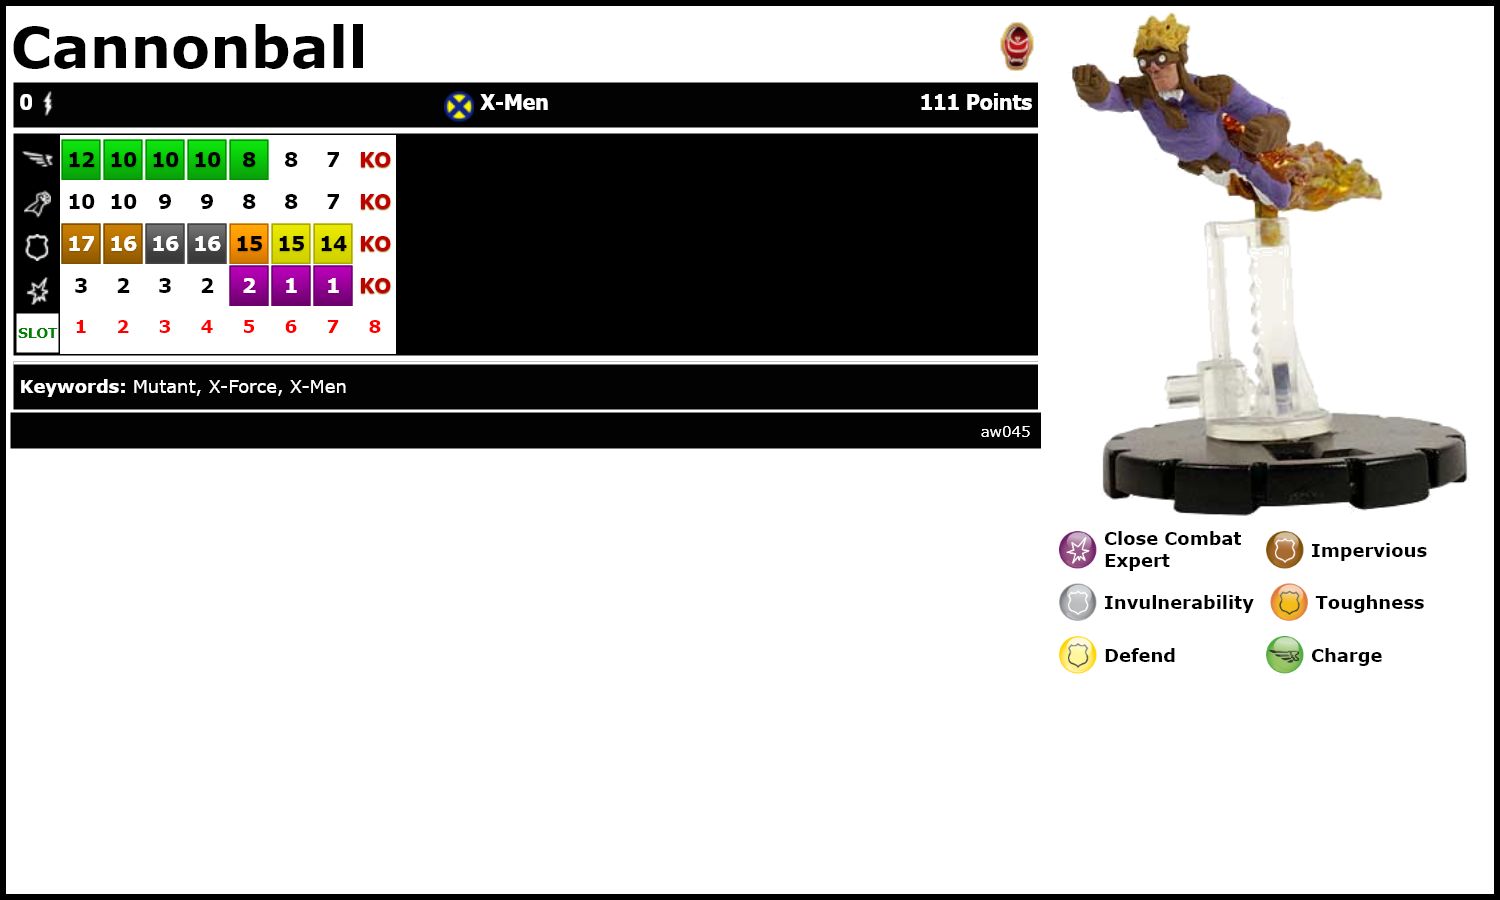 Cannonball
0 X-Men 111 Points
12 10 10 10 8 8 7 KO
10 10 9 9 8 8 7 KO
17 16 16 16 15 15 14 KO
3 2 3 2 2 1 1 KO
SLOT 1 2 3 4 5 6 7 8
Keywords: Mutant, X-Force, X-Men
aw045
Close Combat
Expert
Impervious
Invulnerability
Toughness
Defend
Charge